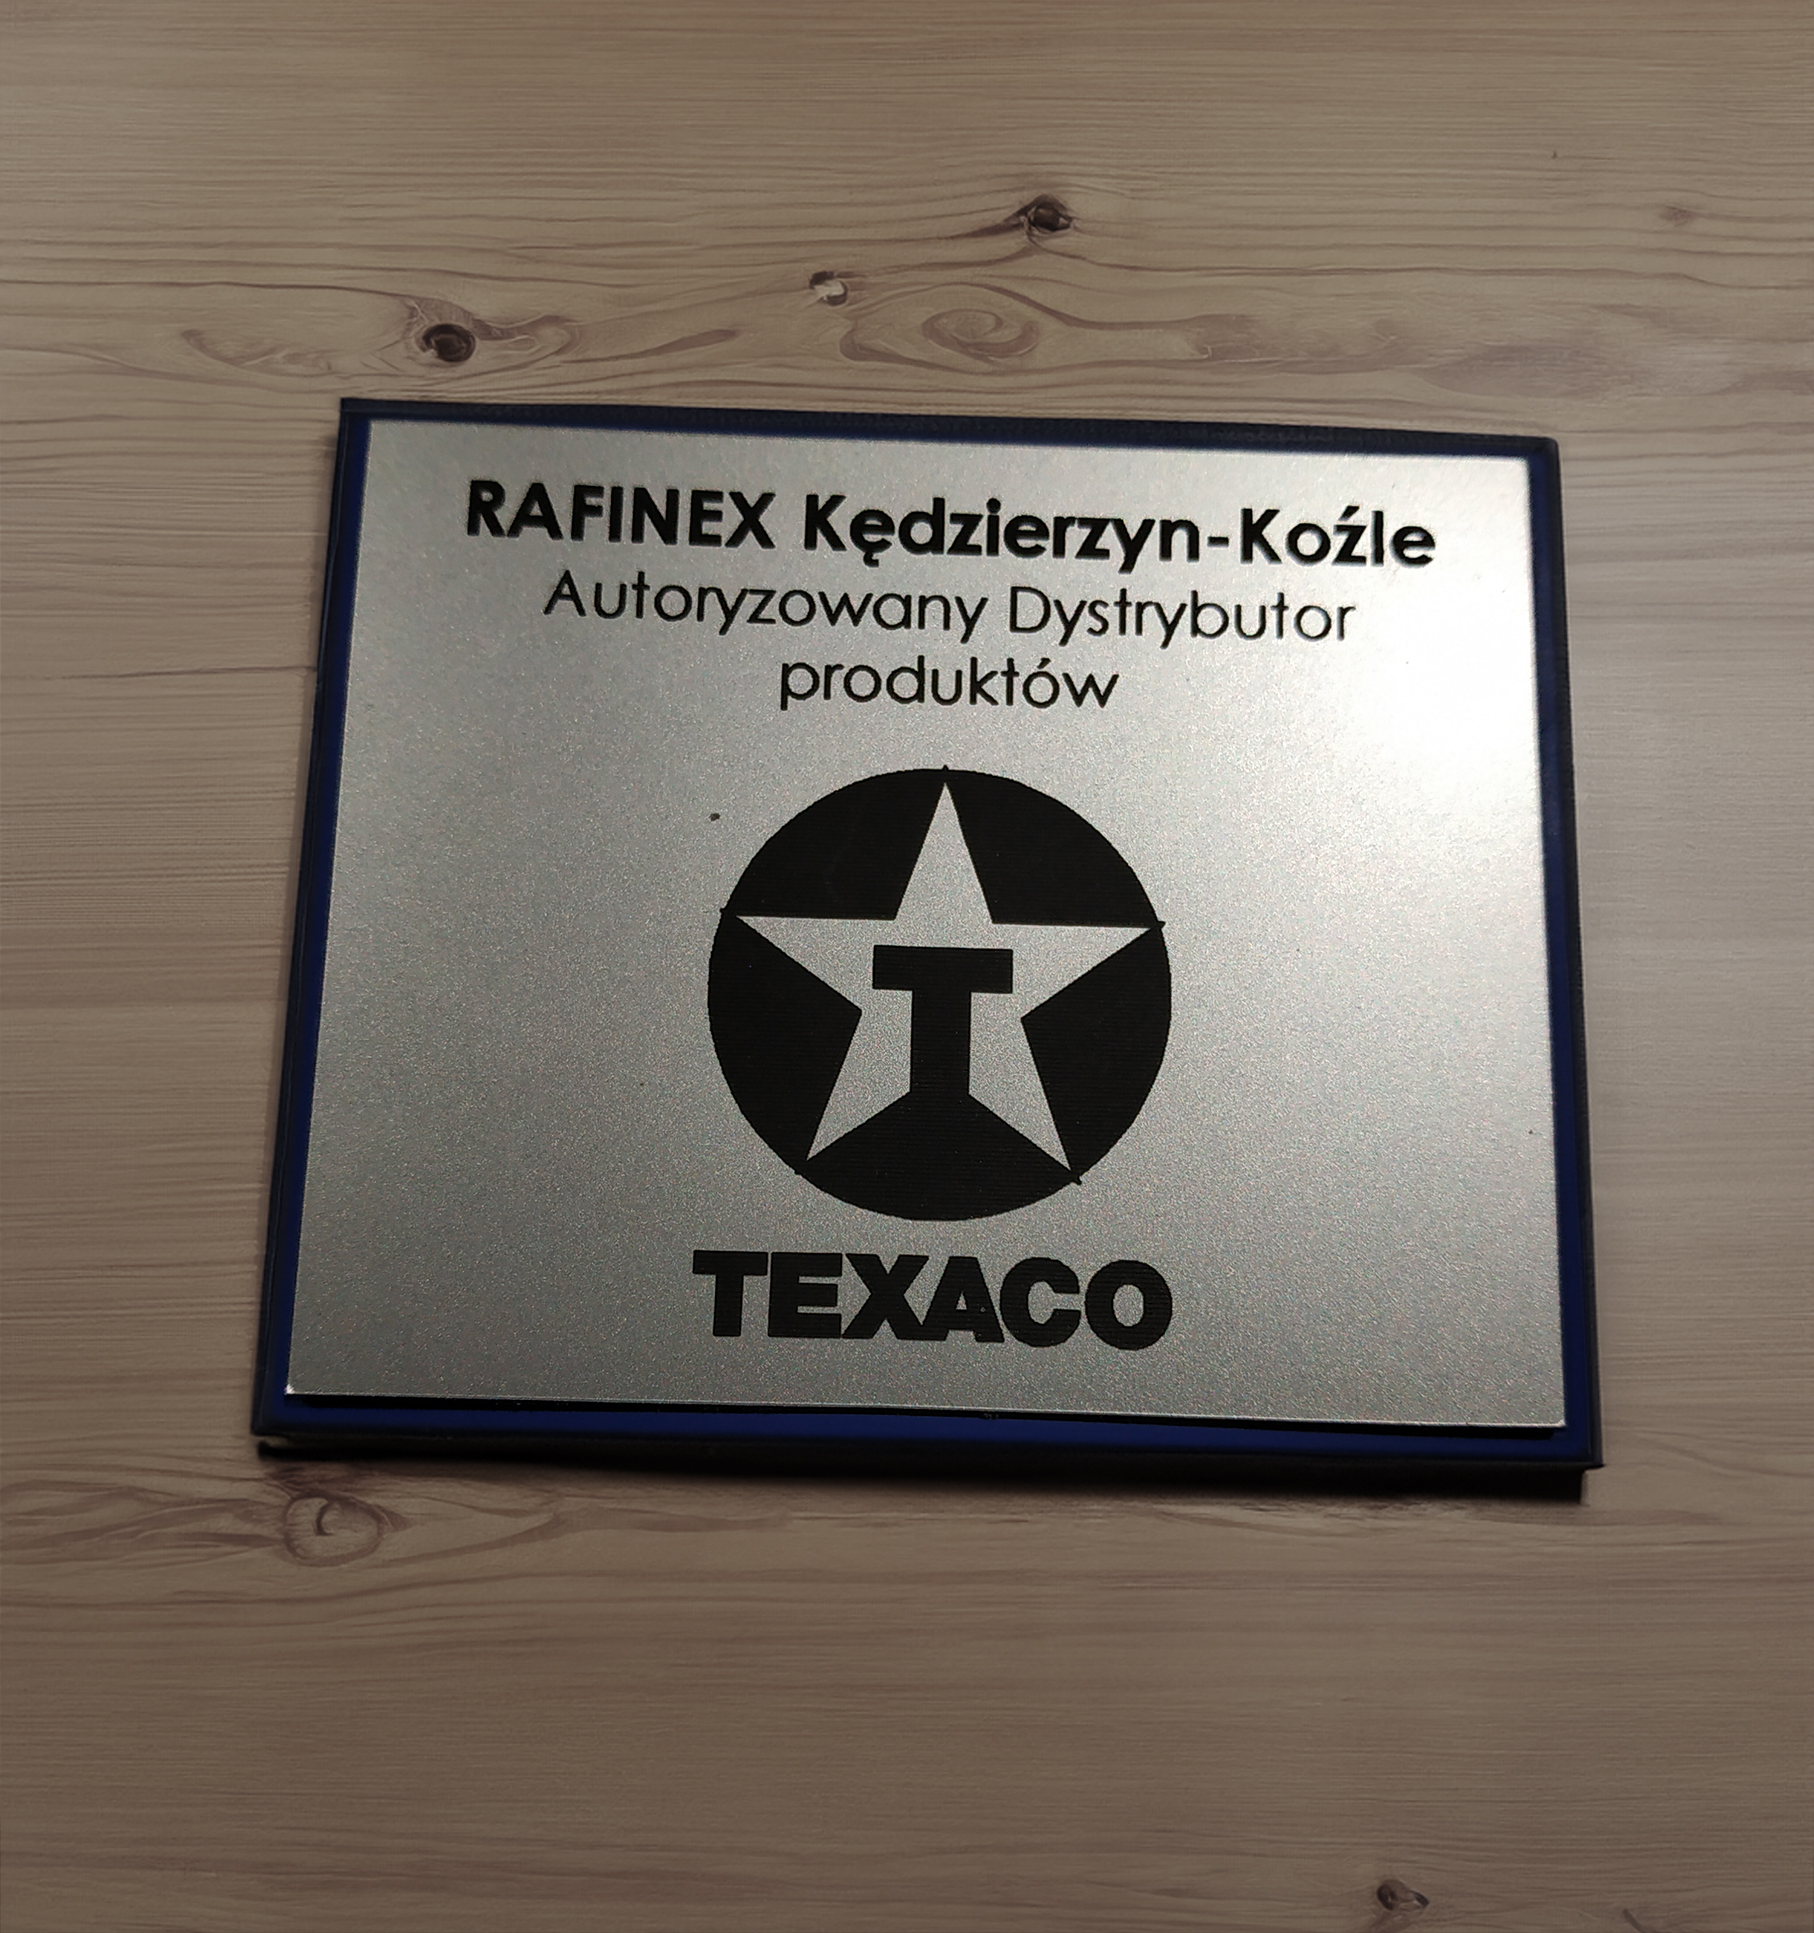 RAFINEX Kędzierzyn-Koźle
Autoryzowany Dystrybutor
produktów
T
TEXACO